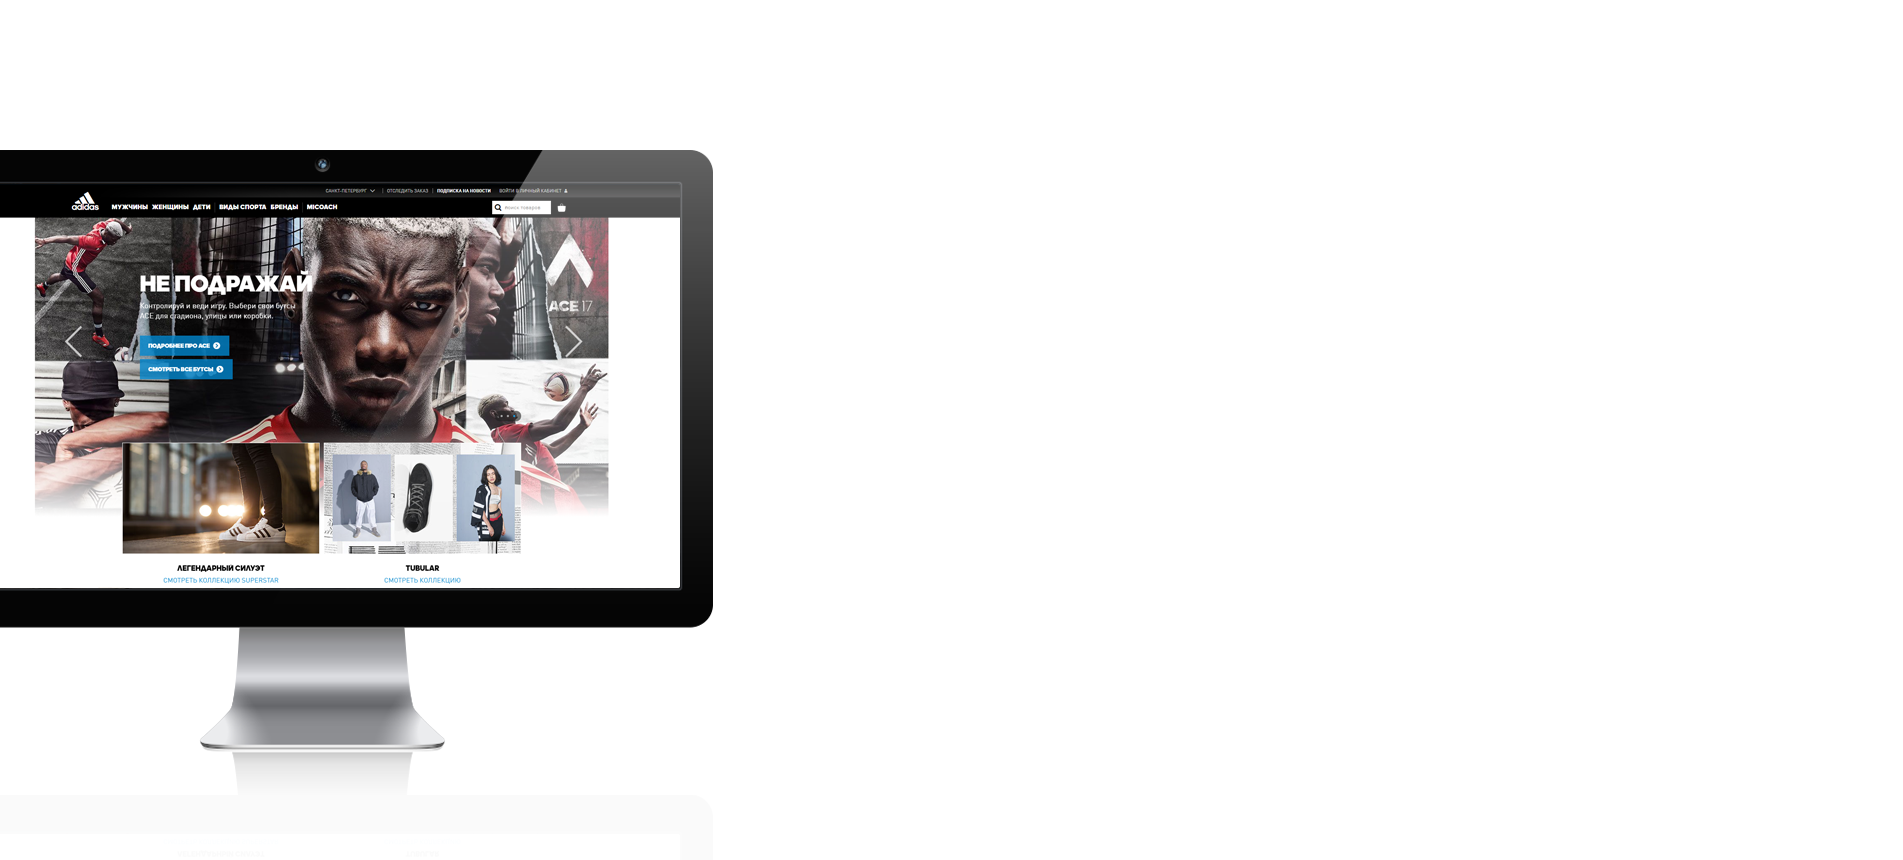 САНКТ-ПЕТЕРБУРГ | ОТСЛЕДИТЬ ЗАКАЗ | ПОДПИСКА НА НОВОСТИ ВОЙТИ В ЛИЧНЫЙ КАБИНЕТ
adidas МУЖЧИНЫ ЖЕНЩИНЫ ДЕТИ ВИДЫ СПОРТА БРЕНДЫ MICOACH Поиск товаров
НЕ ПОДРАЖАЙ
Контролируй и веди игру. Выбери свои бутсы
ACE для стадиона, улицы или коробки.
ACE 17
ПОДРОБНЕЕ ПРО ACE
СМОТРЕТЬ ВСЕ БУТСЫ
ЛЕГЕНДАРНЫЙ СИЛУЭТ
СМОТРЕТЬ КОЛЛЕКЦИЮ SUPERSTAR
TUBULAR
СМОТРЕТЬ КОЛЛЕКЦИЮ